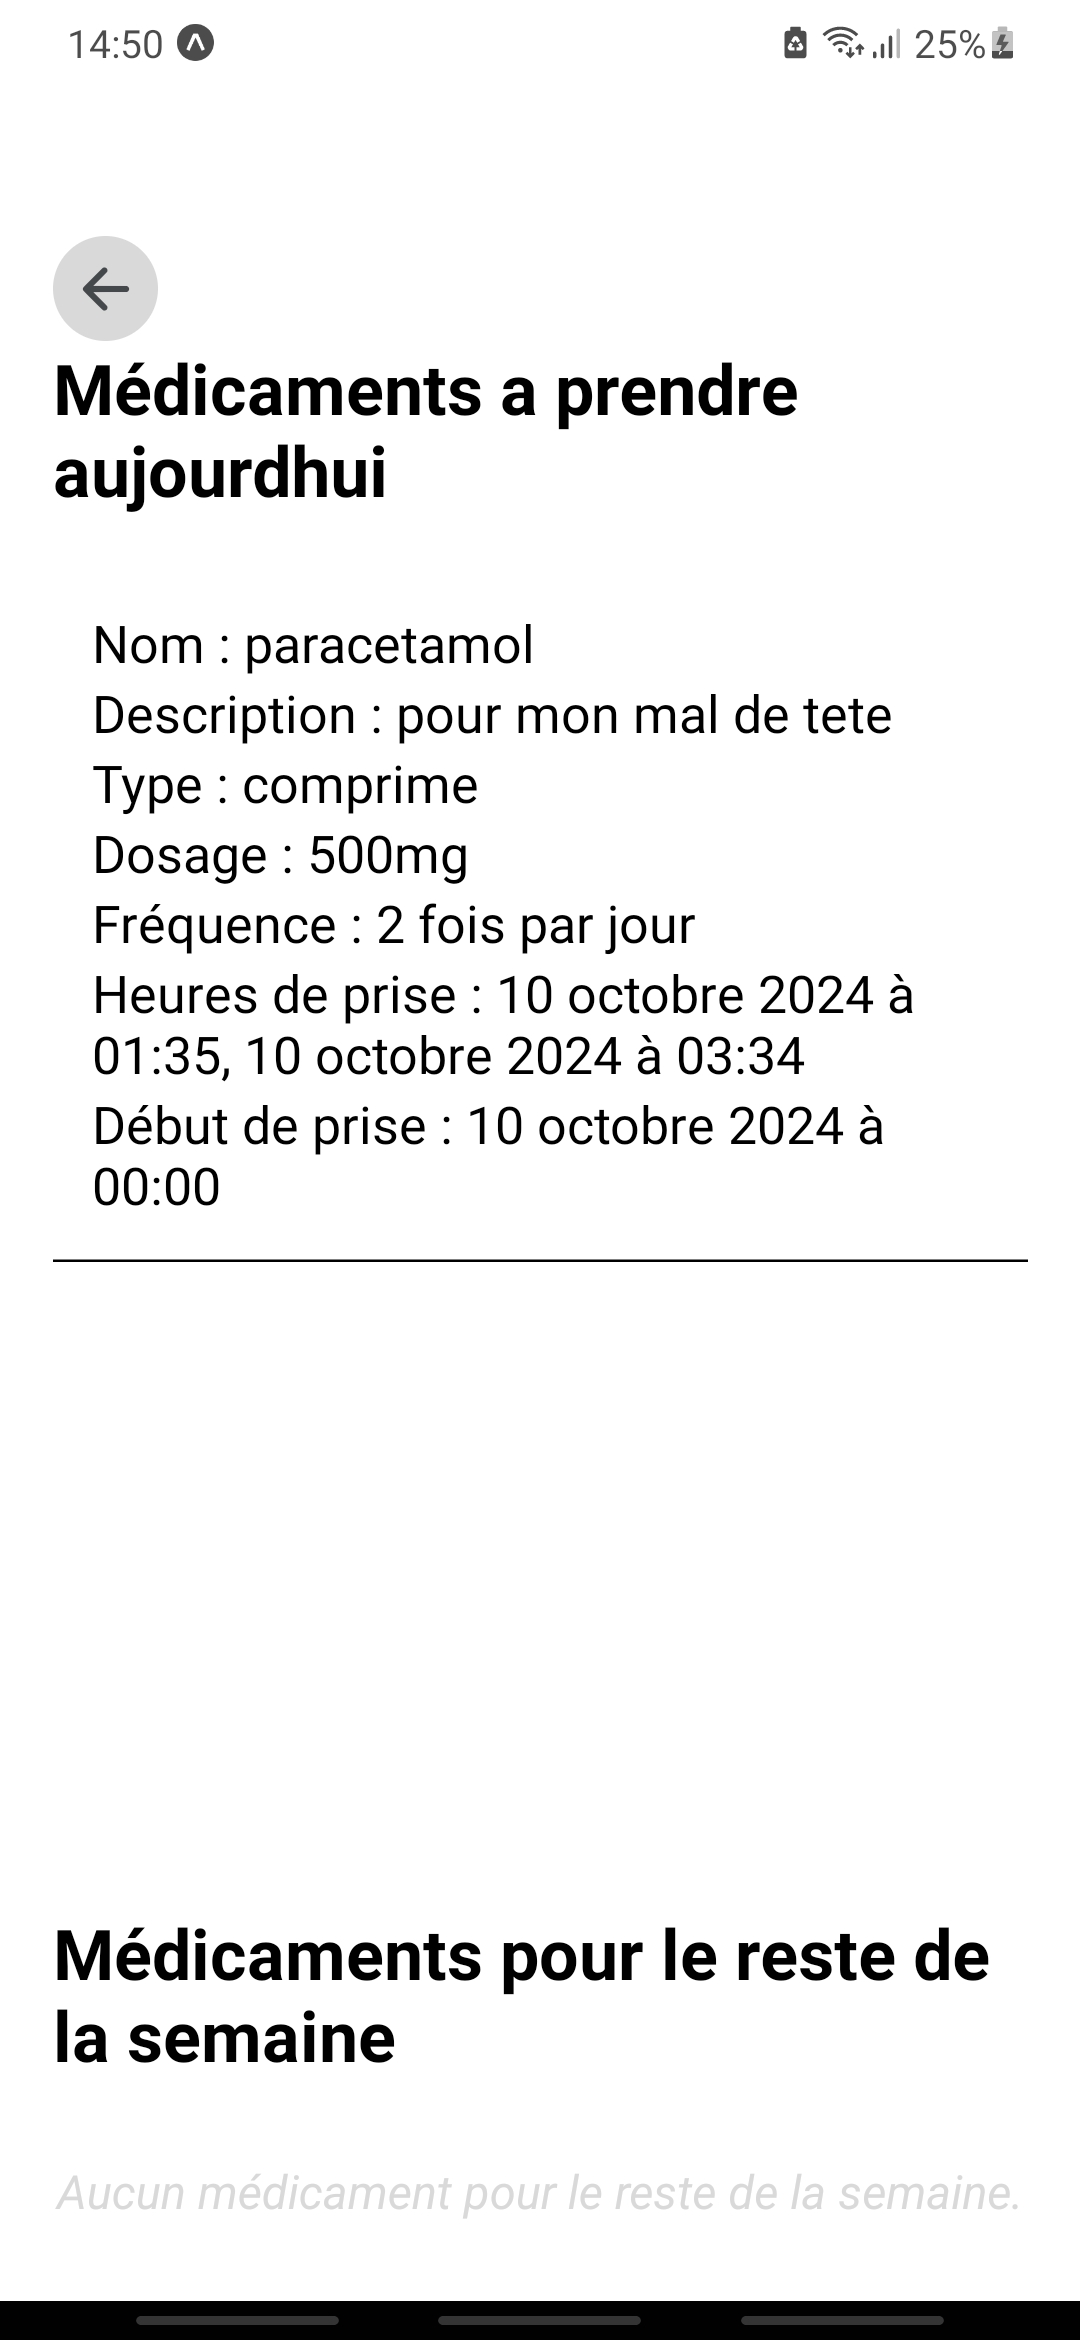 14:50
25%
Médicaments a prendre
aujourdhui
Nom : paracetamol
Description : pour mon mal de tete
Type : comprime
Dosage : 500mg
Fréquence : 2 fois par jour
Heures de prise : 10 octobre 2024 à
01:35, 10 octobre 2024 à 03:34
Début de prise : 10 octobre 2024 à
00:00
Médicaments pour le reste de
la semaine
Aucun médicament pour le reste de la semaine.